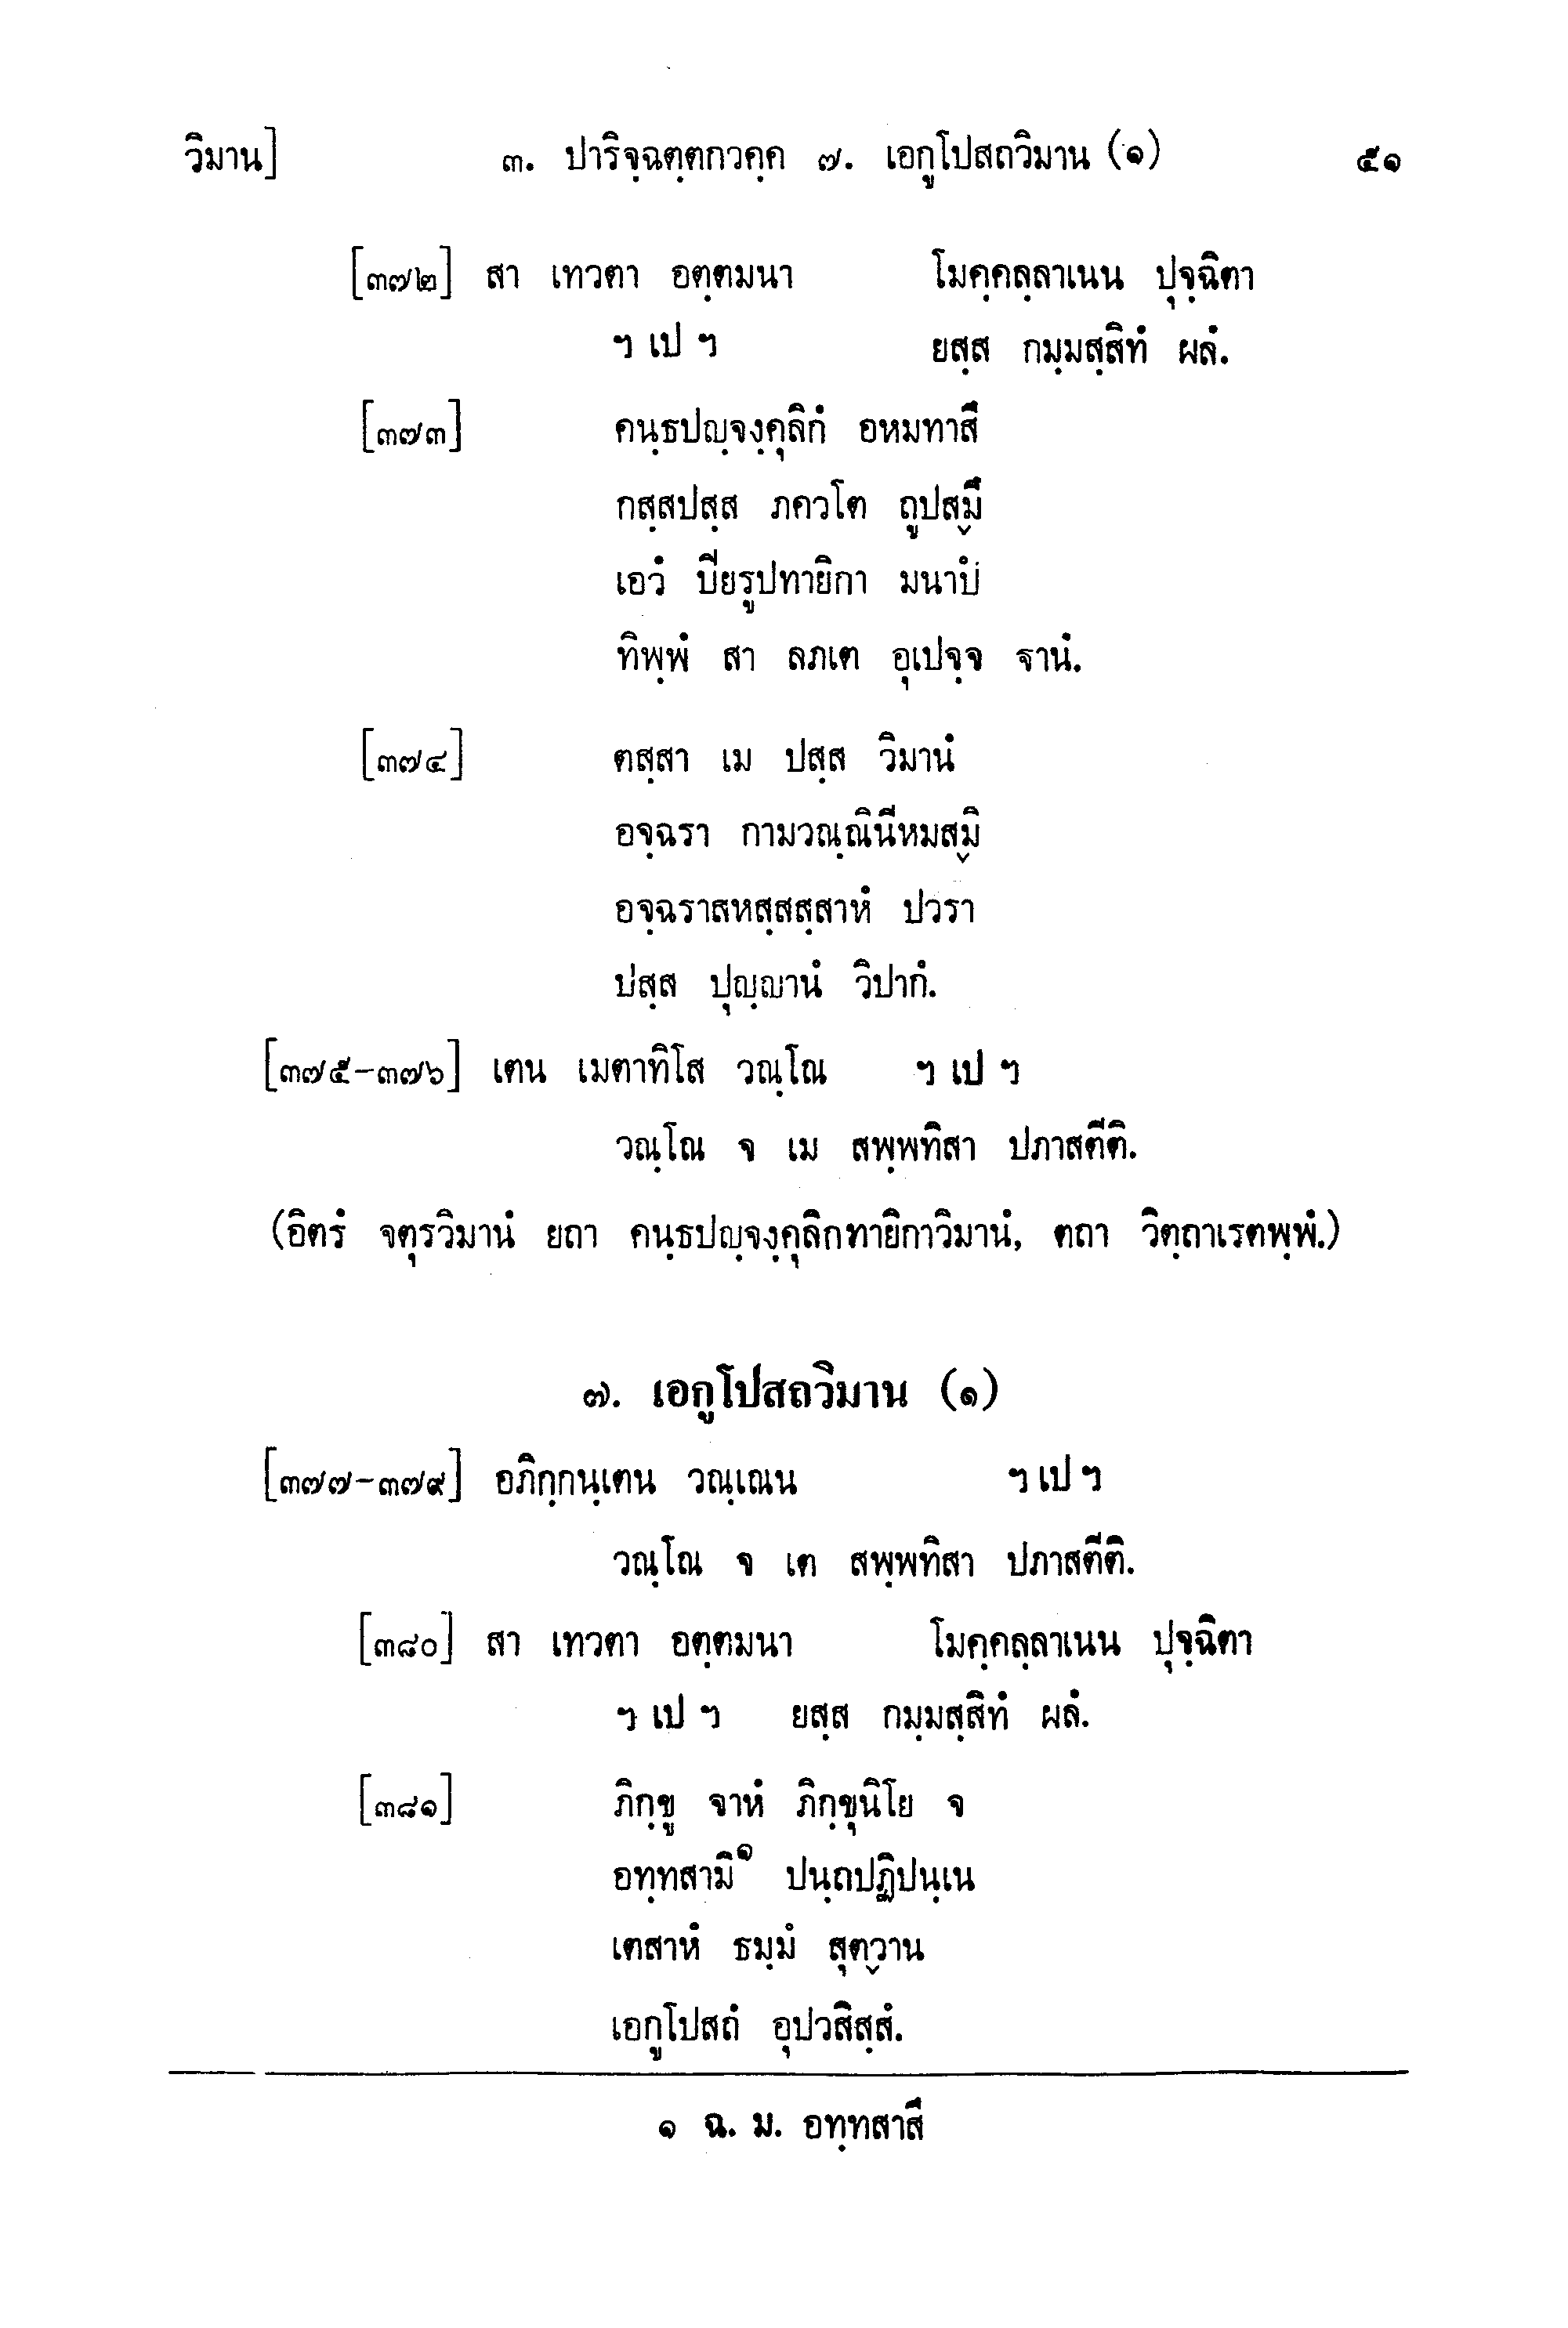 วิมาน] ๓. ปาริจฺฉตฺตกวคฺค ๗. เอกูโปสถวิมาน (๑) ๕๑
[๓๗๒] สา เทวตา อตฺตมนา โมคฺคลฺลาเนน ปุจฺฉิตา
ฯ เป ฯ ยสฺส กมฺมสฺสิทํ ผลํ.
[๓๗๓] คนฺธปญฺจงฺคุลิกํ อหมทาสึ
กสฺสปสฺส ภควโต ถูปสฺมึ
เอวํ ปิยรูปทายิกา มนาปํ
ทิพฺพํ สา ลภเต อุเปจฺจ ฐานํ.
[๓๗๔] ตสฺสา เม ปสฺส วิมานํ
อจฺฉรา กามวณฺณินีหมสฺมิ
อจฺฉราสหสฺสสฺสาหํ ปวรา
ปสฺส ปุญฺญานํ วิปากํ.
[๓๗๕-๓๗๖] เตน เมตาทิโส วณฺโณ ฯ เป ฯ
วณฺโณ จ เม สพฺพทิสา ปภาสตีติ.
(อิตรํ จตุรวิมานํ ยถา คนฺธปญฺจงฺคุลิกทายิกาวิมานํ, ตถา วิตฺถาเรตพฺพํ.)
๗. เอกูโปสถวิมาน (๑)
[๓๗๗-๓๗๙] อภิกฺกนฺเตน วณฺเณน ฯ เป ฯ
วณฺโณ จ เต สพฺพทิสา ปภาสตีติ.
[๓๘๐] สา เทวตา อตฺตมนา โมคฺคลฺลาเนน ปุจฺฉิตา
ฯ เป ฯ ยสฺส กมฺมสฺสิทํ ผลํ.
[๓๘๑] ภิกฺขู จาหํ ภิกฺขุนิโย จ
อทฺทสามิ๑ ปนฺถปฏิปนฺเน
เตสาหํ ธมฺมํ สุตฺวาน
เอกูโปสถํ อุปวสิสฺสํ.
๑ ฉ. ม. อทฺทสาสึ